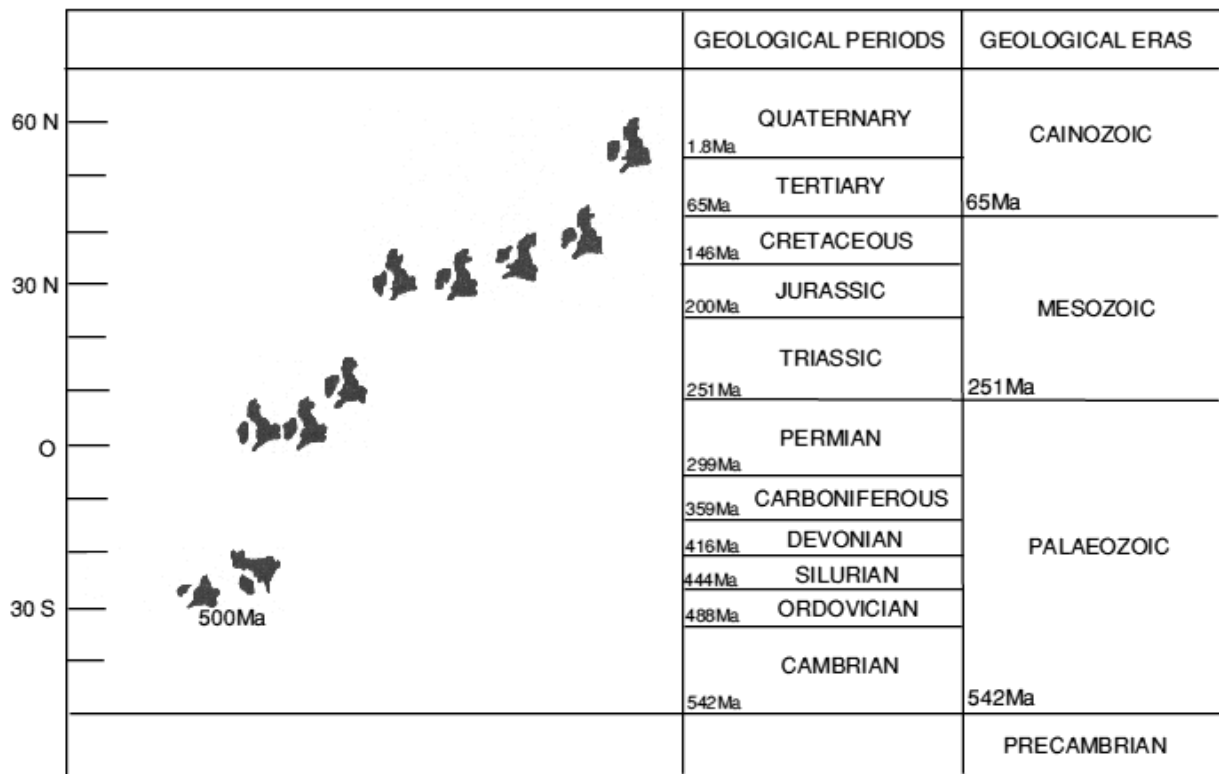 GEOLOGICAL PERIODS GEOLOGICAL ERAS
60 N
QUATERNARY
CAINOZOIC
1.8Ma
TERTIARY
65Ma
65Ma
CRETACEOUS
146Ma
30 N
JURASSIC
200Ma
MESOZOIC
TRIASSIC
251Ma
251Ma
PERMIAN
O
299Ma
CARBONIFEROUS
359Ma
DEVONIAN
416Ma
PALAEOZOIC
SILURIAN
444Ma
30 S
500Ma
ORDOVICIAN
488Ma
CAMBRIAN
542Ma
542Ma
PRECAMBRIAN